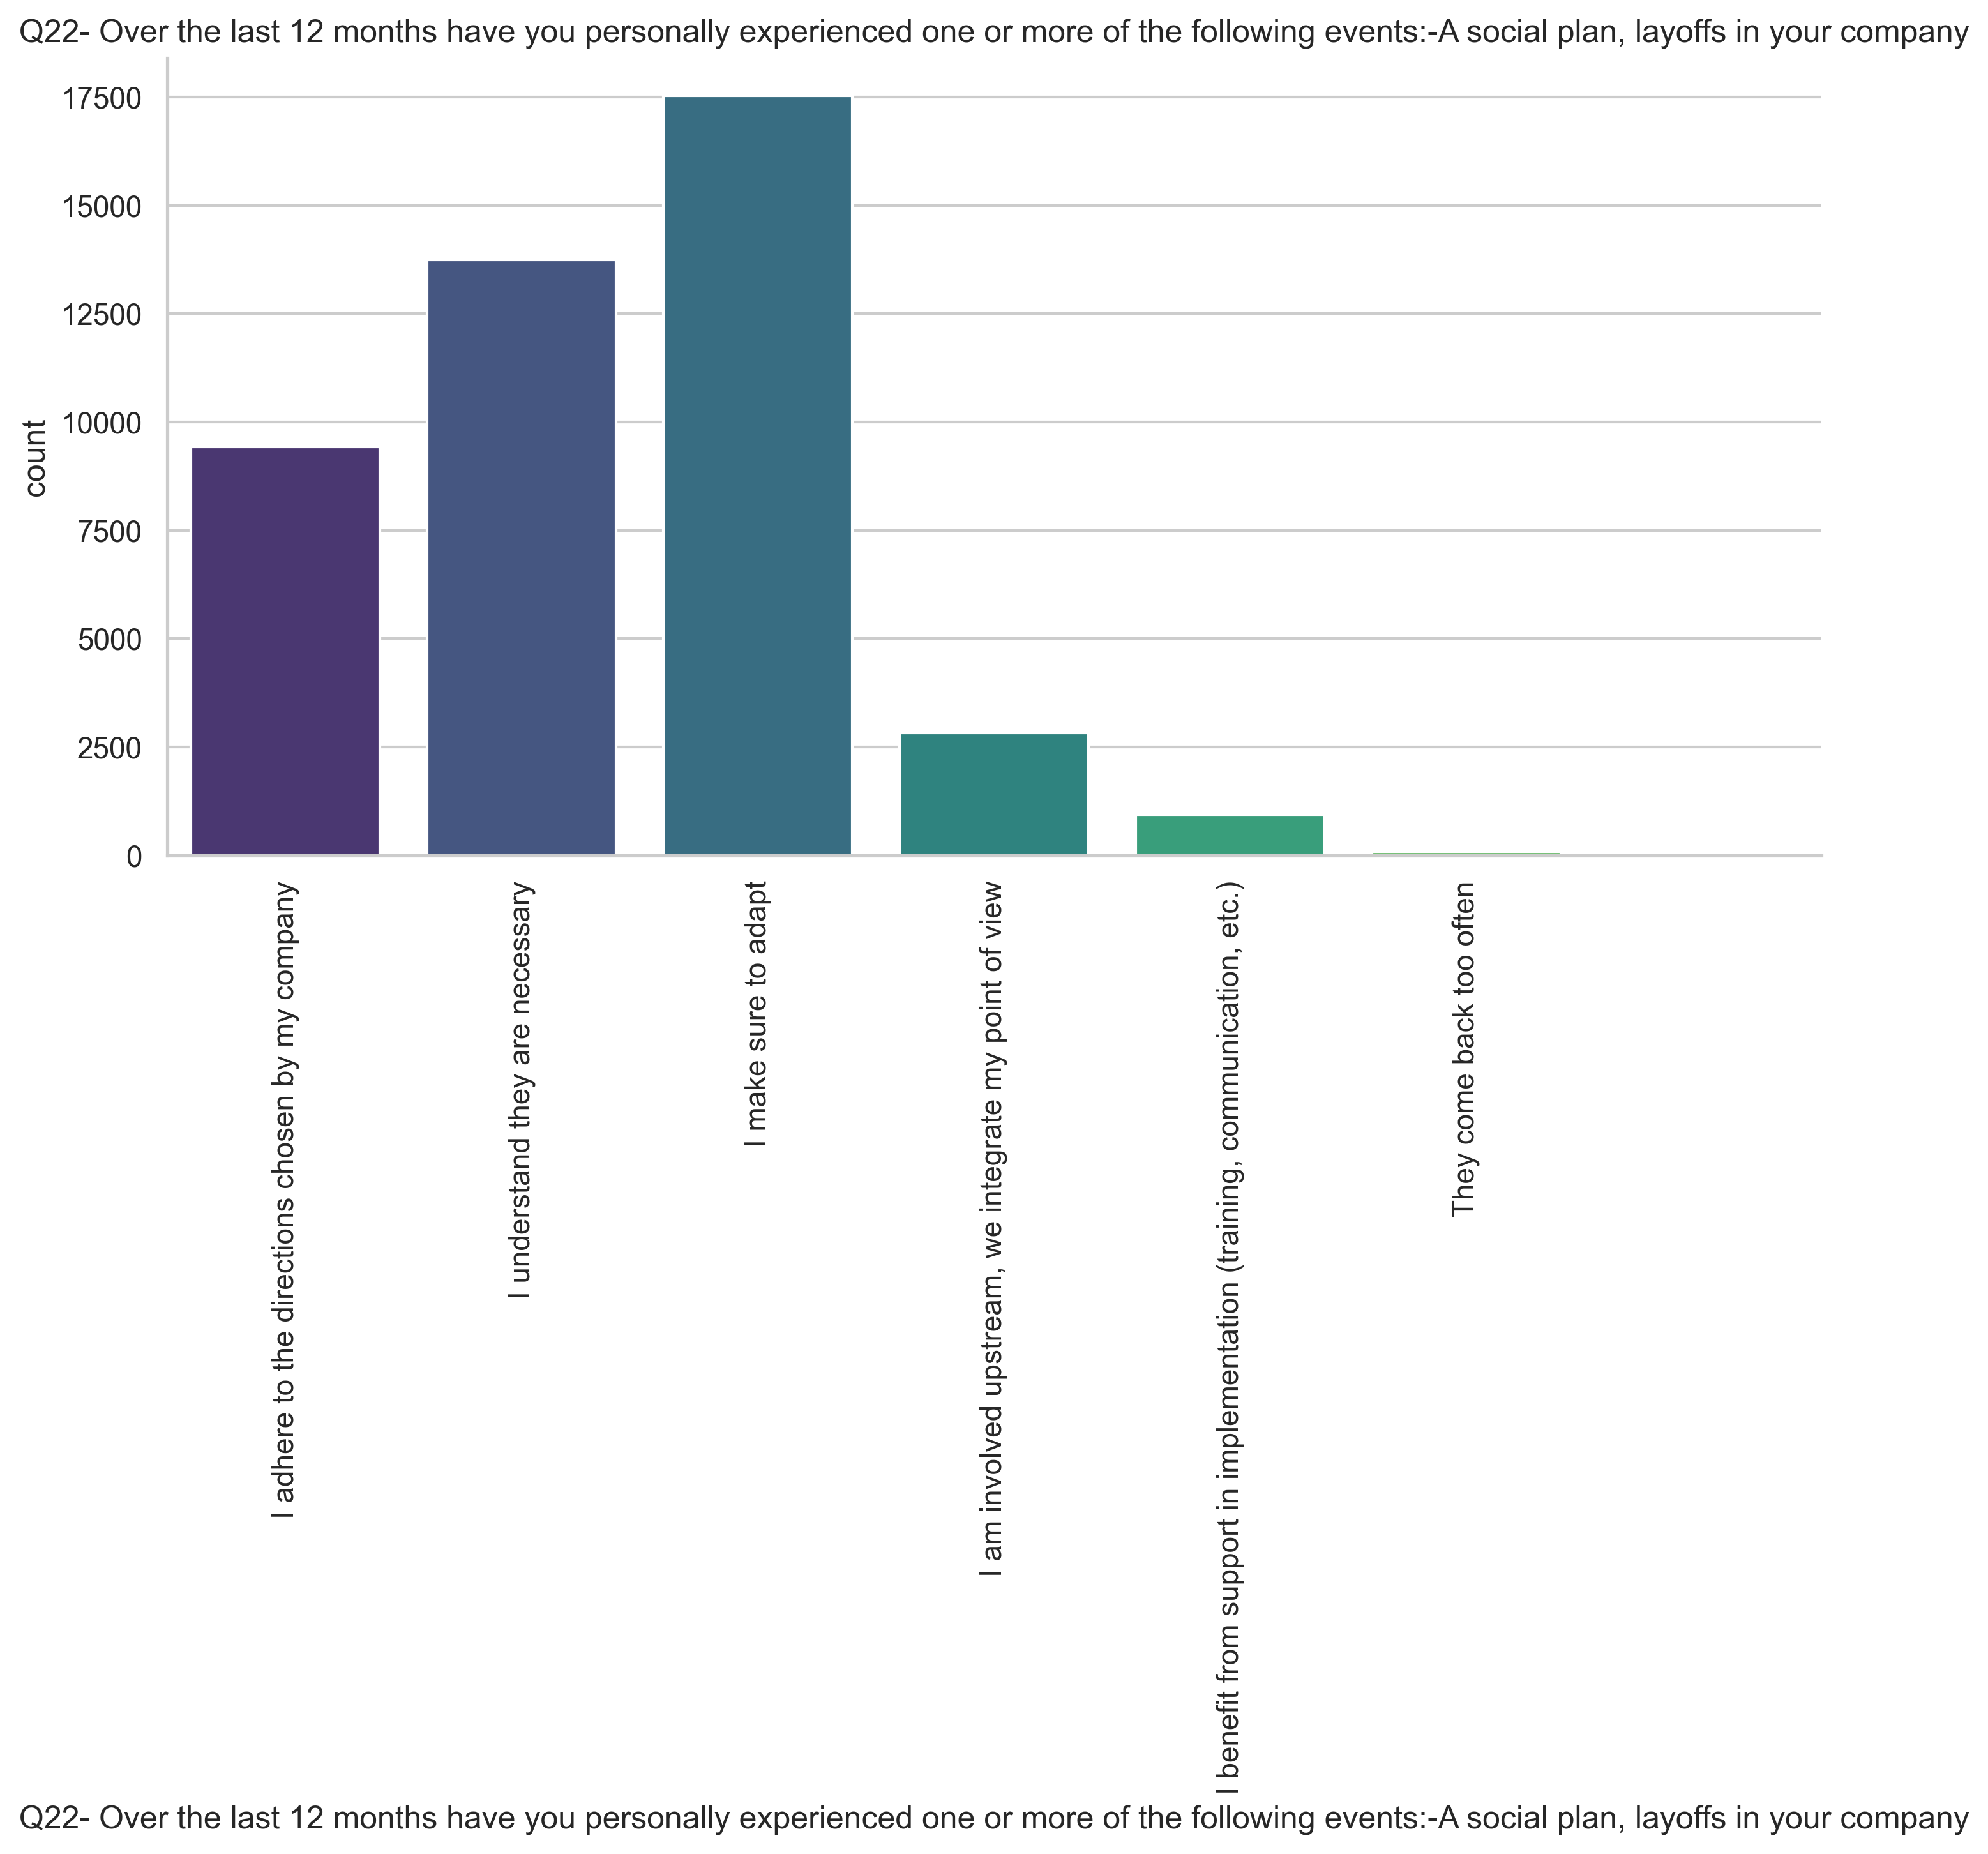 Q22- Over the last 12 months have you personally experienced one or more of the following events:-A social plan, layoffs in your company
17500
15000
12500
10000
7500
5000
2500
0
count
I adhere to the directions chosen by my company
I understand they are necessary
I make sure to adapt
I am involved upstream, we integrate my point of view
I benefit from support in implementation (training, communication, etc.)
They come back too often
Q22- Over the last 12 months have you personally experienced one or more of the following events:-A social plan, layoffs in your company